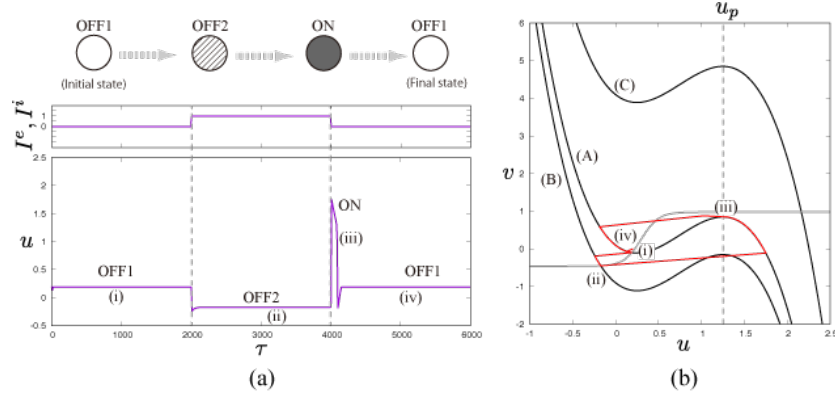 OFF1 OFF2 ON OFF1
(Initial state) (Final state)
I^e, I^i
1
0
2.5
2
1.5
1
0.5
0
-0.5
u
ON
(iii)
OFF1
(i)
OFF2
(ii)
OFF1
(iv)
0 1000 2000 3000 4000 5000 6000
τ
(a)
u_p
6
5
4
3
2
1
0
-1
-2
v
(C)
(A)
(B)
(iii)
(iv)
(i)
(ii)
-1 -0.5 0 0.5 1 1.5 2 2.5
u
(b)